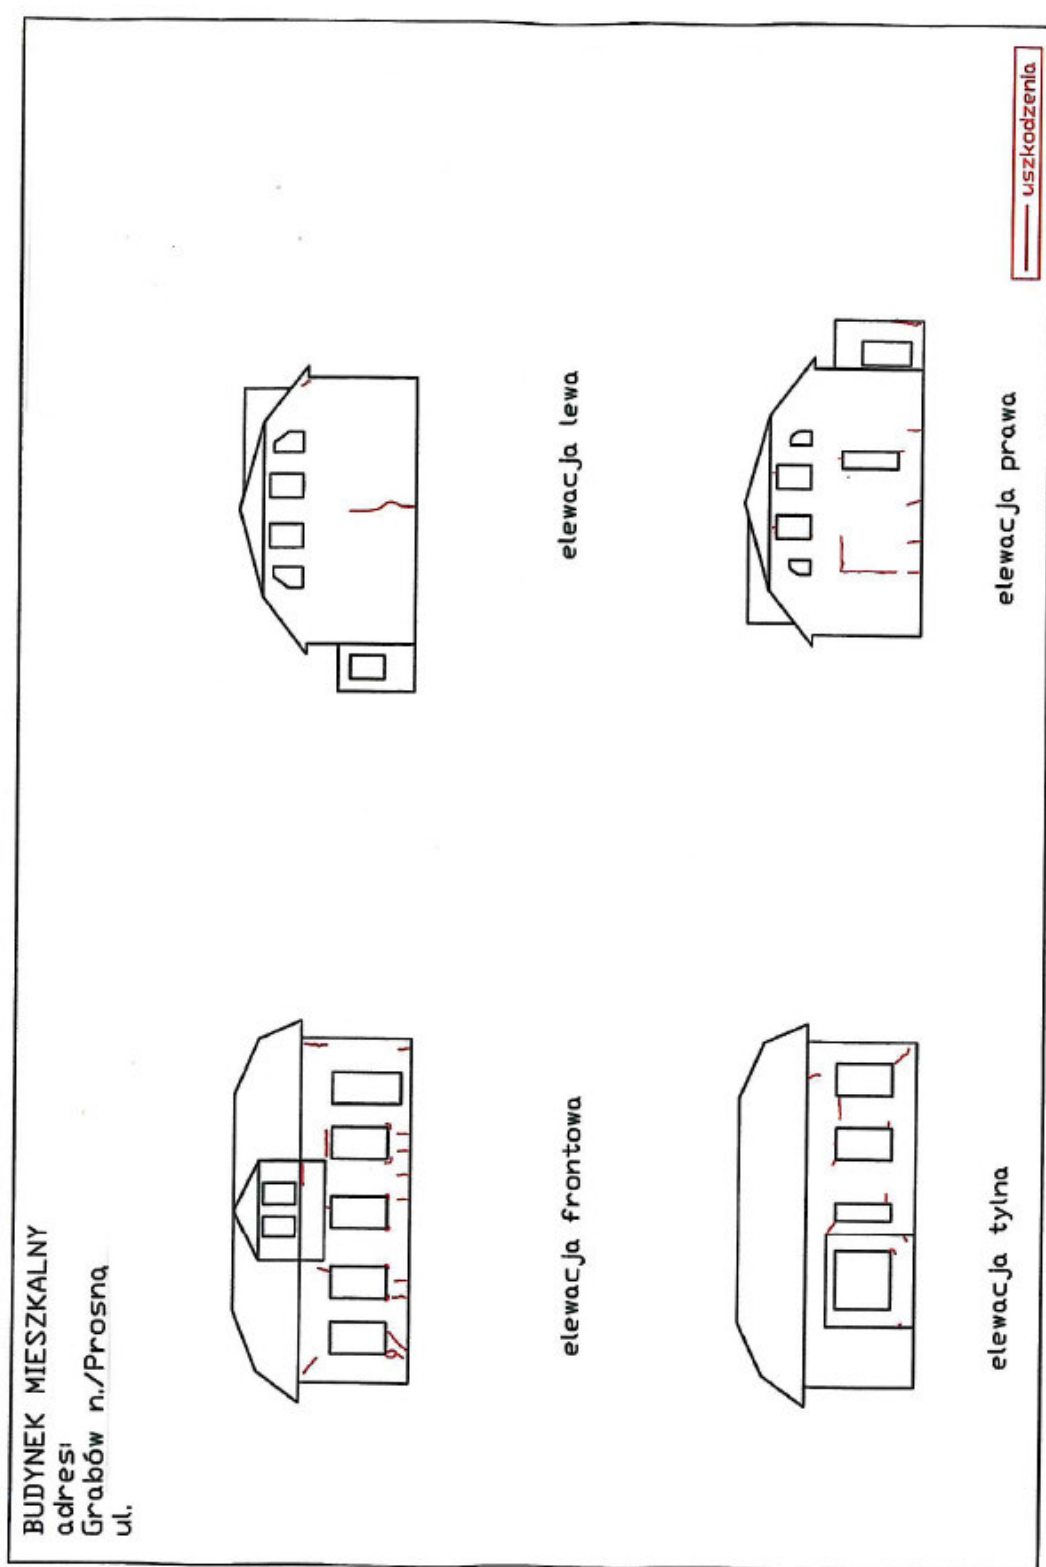 BUDYNEK MIESZKALNY
adres:
Grabów n./Prosną
ul.
elewacja frontowa
elewacja lewa
elewacja tylna
elewacja prawa
uszkodzenia